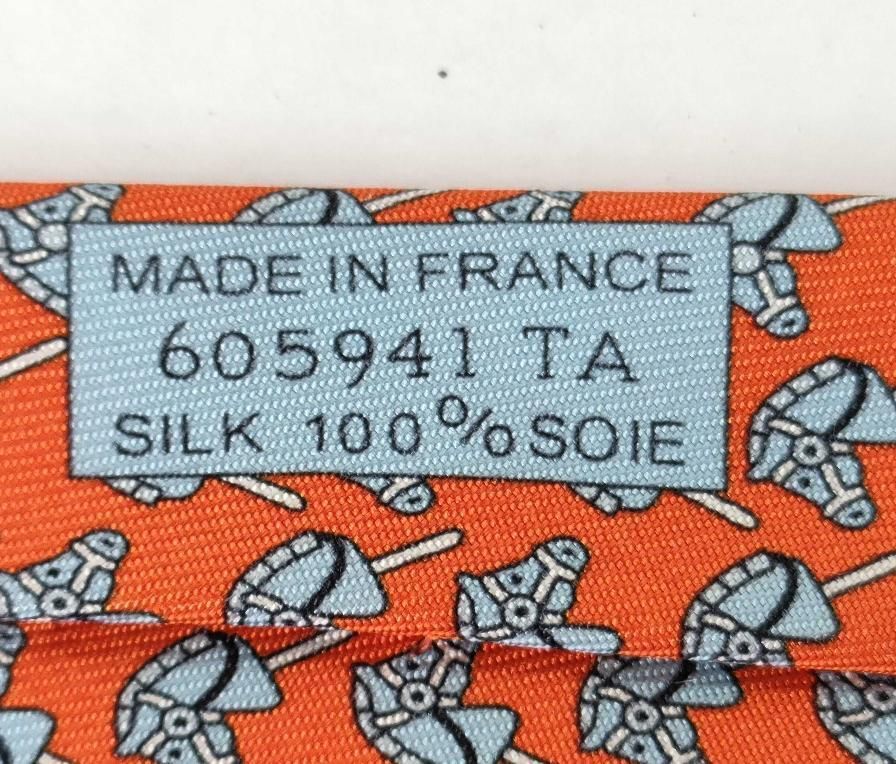 MADE IN FRANCE
605941 TA
SILK 100% SOIE